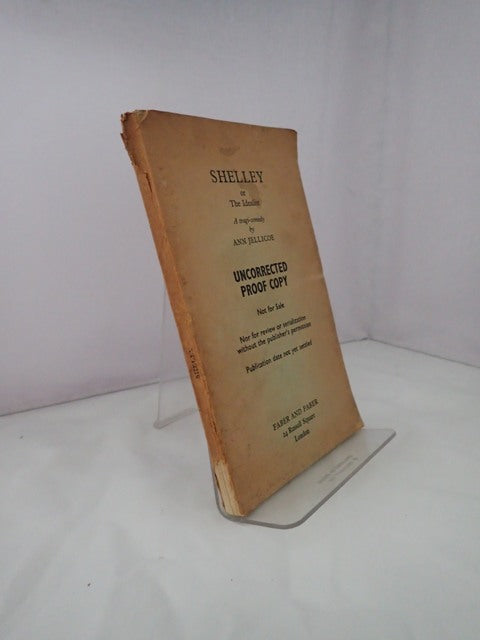 SHELLEY
or
The Idealist
A tragi-comedy
by
ANN JELLICOE
UNCORRECTED
PROOF COPY
Not for Sale
Not for review or serialization
without the publisher's permission
Publication date not yet settled
FABER AND FABER
24 Russell Square
London